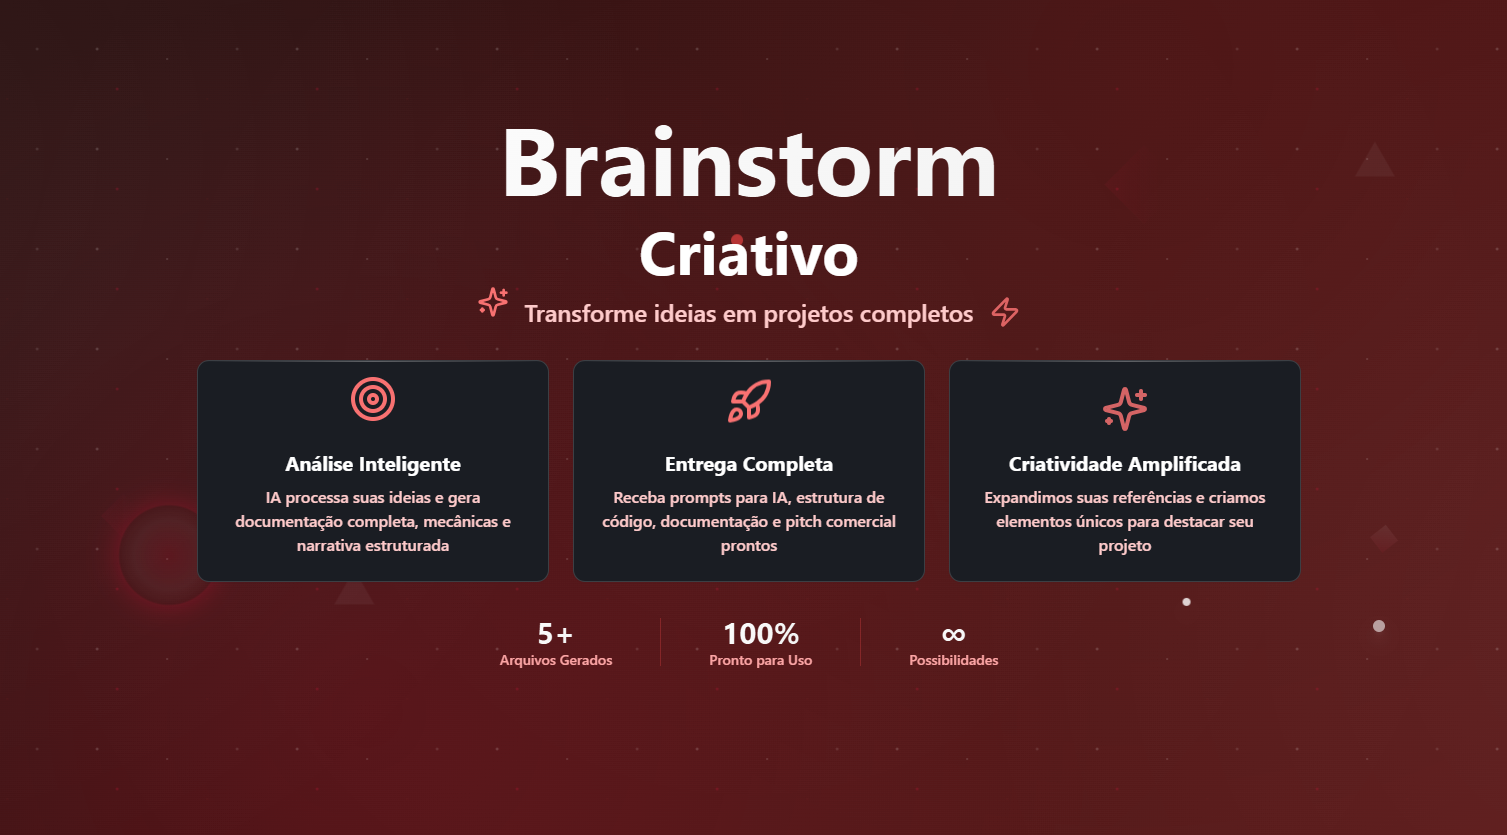 Brainstorm
Criativo
Transforme ideias em projetos completos
Análise Inteligente
IA processa suas ideias e gera
documentação completa, mecânicas e
narrativa estruturada
Entrega Completa
Receba prompts para IA, estrutura de
código, documentação e pitch comercial
prontos
Criatividade Amplificada
Expandimos suas referências e criamos
elementos únicos para destacar seu
projeto
5+
Arquivos Gerados
100%
Pronto para Uso
∞
Possibilidades